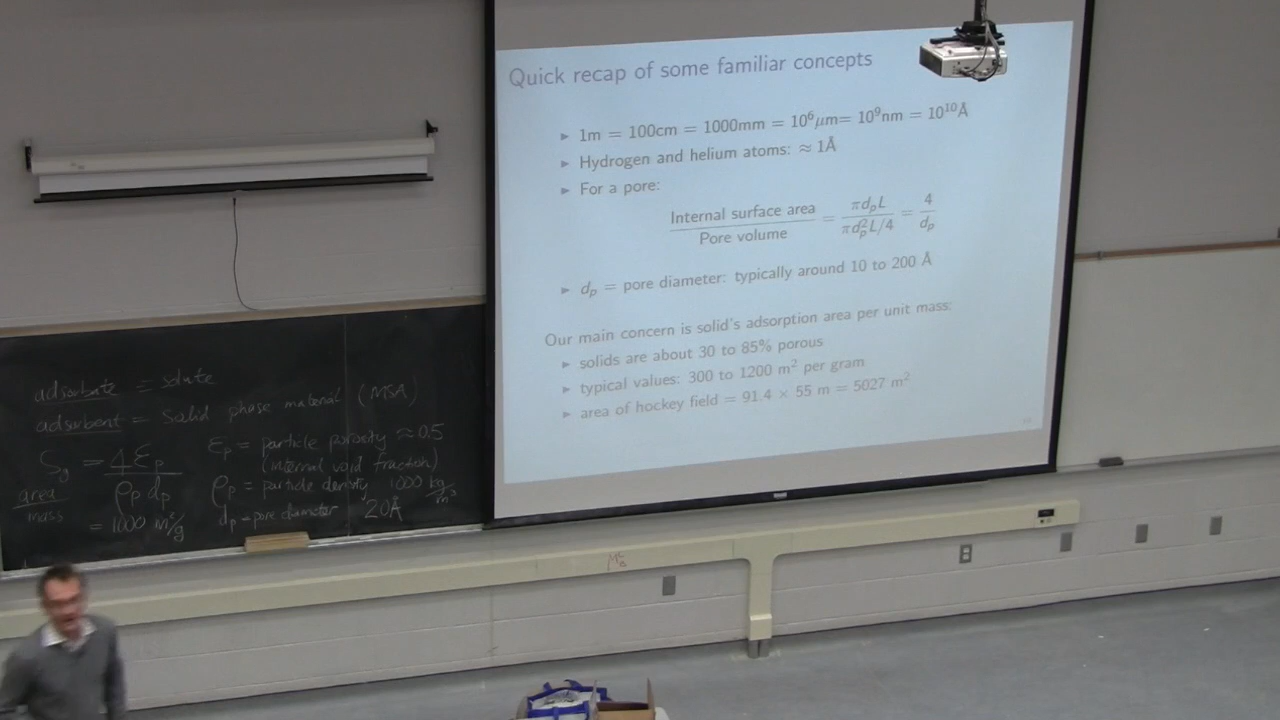 Quick recap of some familiar concepts
▶ 1m = 100cm = 1000mm = 10⁶μm= 10⁹nm = 10¹⁰Å
▶ Hydrogen and helium atoms: ≈ 1Å
▶ For a pore:
Internal surface area / Pore volume = πd_pL / πd_p²L/4 = 4 / d_p
▶ d_p = pore diameter: typically around 10 to 200 Å
Our main concern is solid's adsorption area per unit mass:
▶ solids are about 30 to 85% porous
▶ typical values: 300 to 1200 m² per gram
▶ area of hockey field = 91.4 × 55 m = 5027 m²
adsorbate = solute
adsorbent = Solid phase material (MSA)
S_g = 4ε_p / ρ_p d_p
area / mass
= 1000 m²/g
ε_p = particle porosity ≈ 0.5
(internal void fraction)
ρ_p = particle density 1000 kg/m³
d_p = pore diameter 20Å